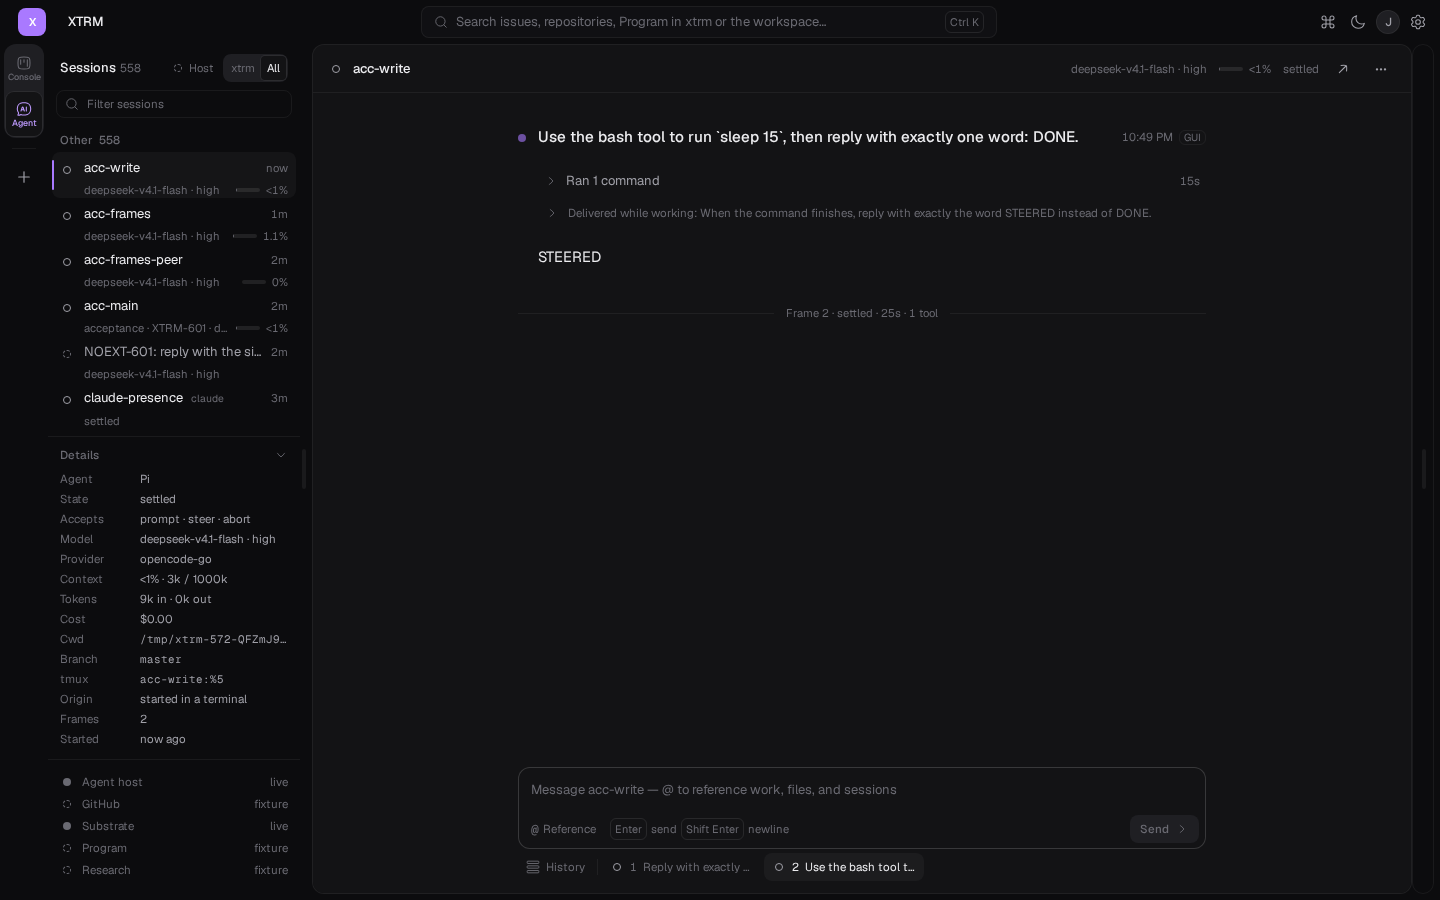 X XTRM Search issues, repositories, Program in xtrm or the workspace... Ctrl K J
Console
Agent
Sessions 558 Host xtrm All
Filter sessions
Other 558
acc-write now
deepseek-v4.1-flash · high <1%
acc-frames 1m
deepseek-v4.1-flash · high 1.1%
acc-frames-peer 2m
deepseek-v4.1-flash · high 0%
acc-main 2m
acceptance · XTRM-601 · d... <1%
NOEXT-601: reply with the si... 2m
deepseek-v4.1-flash · high
claude-presence claude 3m
settled
Details
Agent Pi
State settled
Accepts prompt · steer · abort
Model deepseek-v4.1-flash · high
Provider opencode-go
Context <1% · 3k / 1000k
Tokens 9k in · 0k out
Cost $0.00
Cwd /tmp/xtrm-572-QFZmJ9...
Branch master
tmux acc-write:%5
Origin started in a terminal
Frames 2
Started now ago
Agent host live
GitHub fixture
Substrate live
Program fixture
Research fixture
acc-write deepseek-v4.1-flash · high <1% settled
Use the bash tool to run `sleep 15`, then reply with exactly one word: DONE. 10:49 PM GUI
Ran 1 command 15s
Delivered while working: When the command finishes, reply with exactly the word STEERED instead of DONE.
STEERED
Frame 2 · settled · 25s · 1 tool
Message acc-write — @ to reference work, files, and sessions
@ Reference Enter send Shift Enter newline Send
History 1 Reply with exactly ... 2 Use the bash tool t...